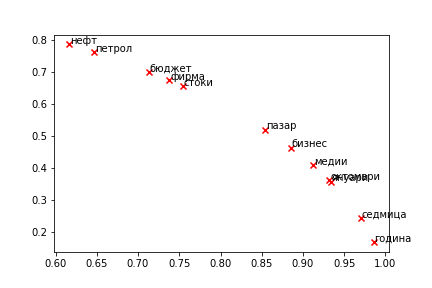 0.8
0.7
0.6
0.5
0.4
0.3
0.2
нефт
петрол
бюджет
фирма
стоки
пазар
бизнес
медии
октомври
януари
седмица
година
0.60 0.65 0.70 0.75 0.80 0.85 0.90 0.95 1.00